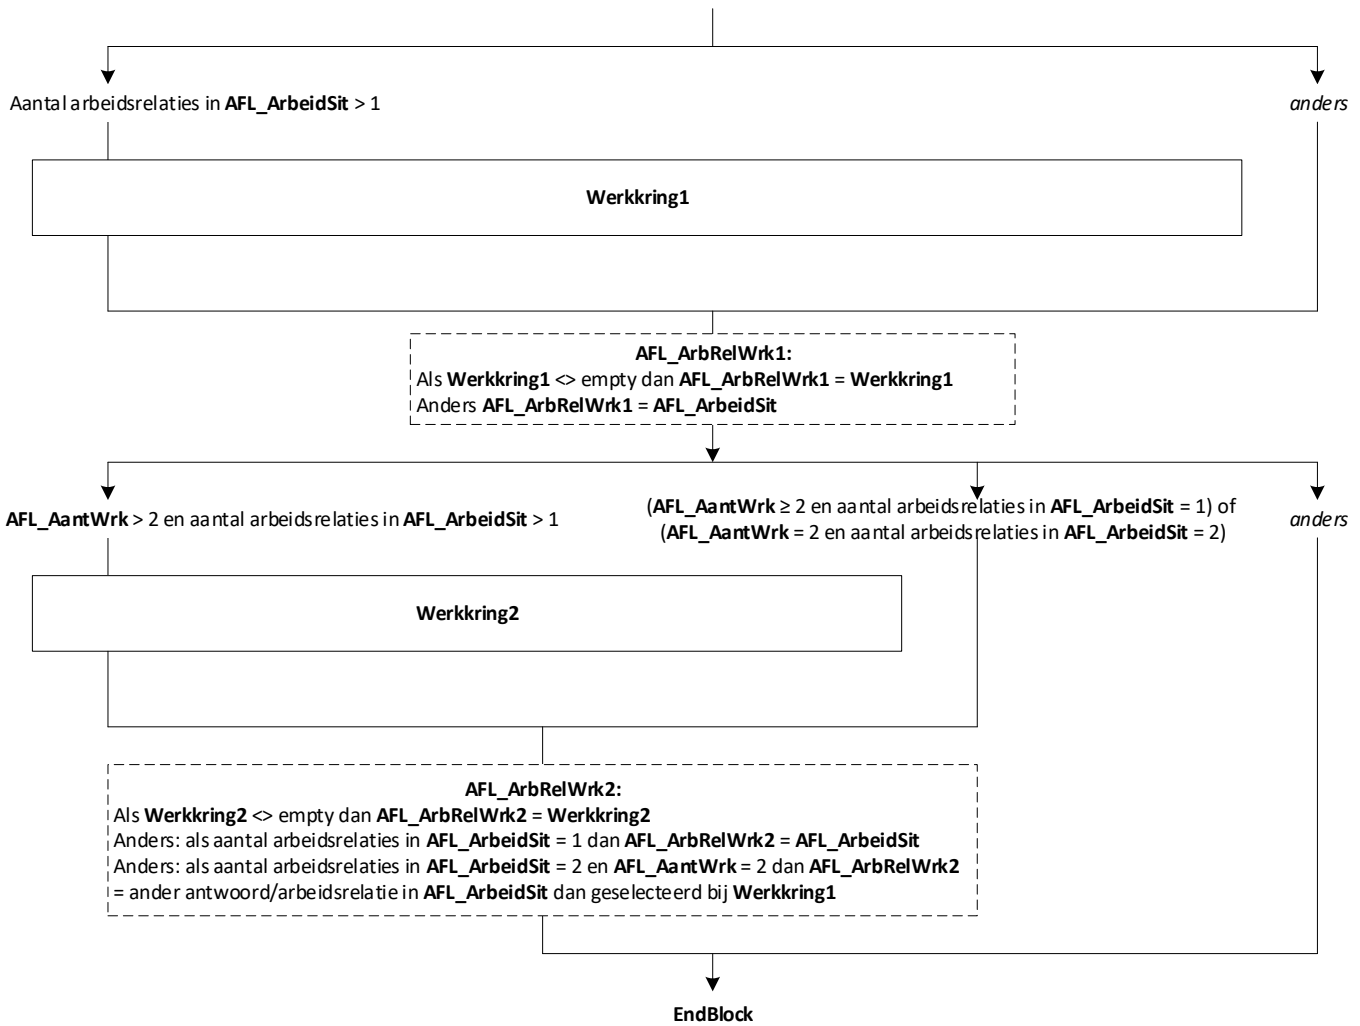 Aantal arbeidsrelaties in AFL_ArbeidSit > 1
anders
Werkkring1
AFL_ArbRelWrk1:
Als Werkkring1 <> empty dan AFL_ArbRelWrk1 = Werkkring1
Anders AFL_ArbRelWrk1 = AFL_ArbeidSit
AFL_AantWrk > 2 en aantal arbeidsrelaties in AFL_ArbeidSit > 1
(AFL_AantWrk ≥ 2 en aantal arbeidsrelaties in AFL_ArbeidSit = 1) of
(AFL_AantWrk = 2 en aantal arbeidsrelaties in AFL_ArbeidSit = 2)
anders
Werkkring2
AFL_ArbRelWrk2:
Als Werkkring2 <> empty dan AFL_ArbRelWrk2 = Werkkring2
Anders: als aantal arbeidsrelaties in AFL_ArbeidSit = 1 dan AFL_ArbRelWrk2 = AFL_ArbeidSit
Anders: als aantal arbeidsrelaties in AFL_ArbeidSit = 2 en AFL_AantWrk = 2 dan AFL_ArbRelWrk2
= ander antwoord/arbeidsrelatie in AFL_ArbeidSit dan geselecteerd bij Werkkring1
EndBlock